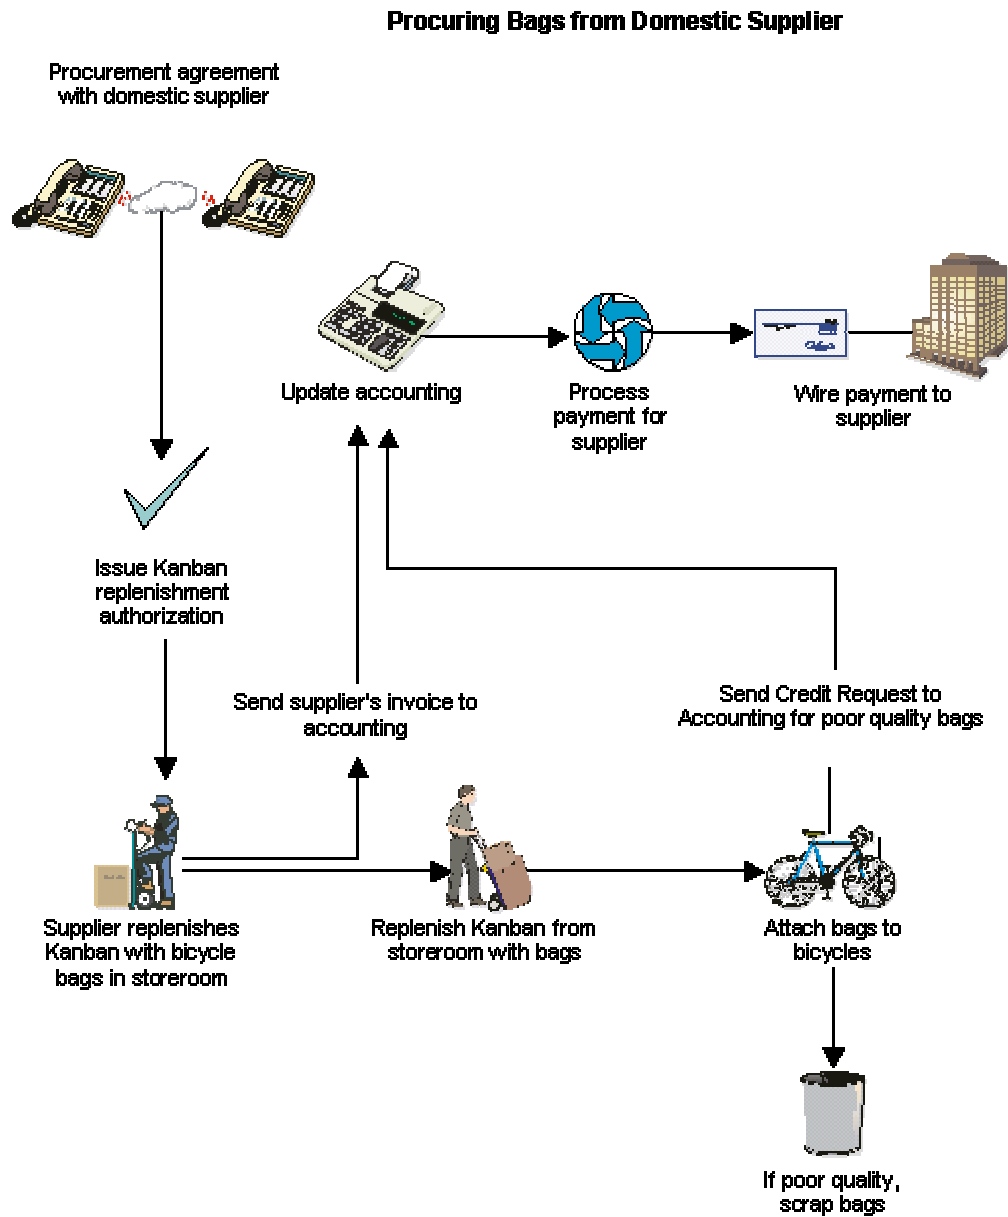 Procuring Bags from Domestic Supplier
Procurement agreement
with domestic supplier
Update accounting
Process
payment for
supplier
Wire payment to
supplier
Issue Kanban
replenishment
authorization
Send supplier's invoice to
accounting
Send Credit Request to
Accounting for poor quality bags
Supplier replenishes
Kanban with bicycle
bags in storeroom
Replenish Kanban from
storeroom with bags
Attach bags to
bicycles
If poor quality,
scrap bags